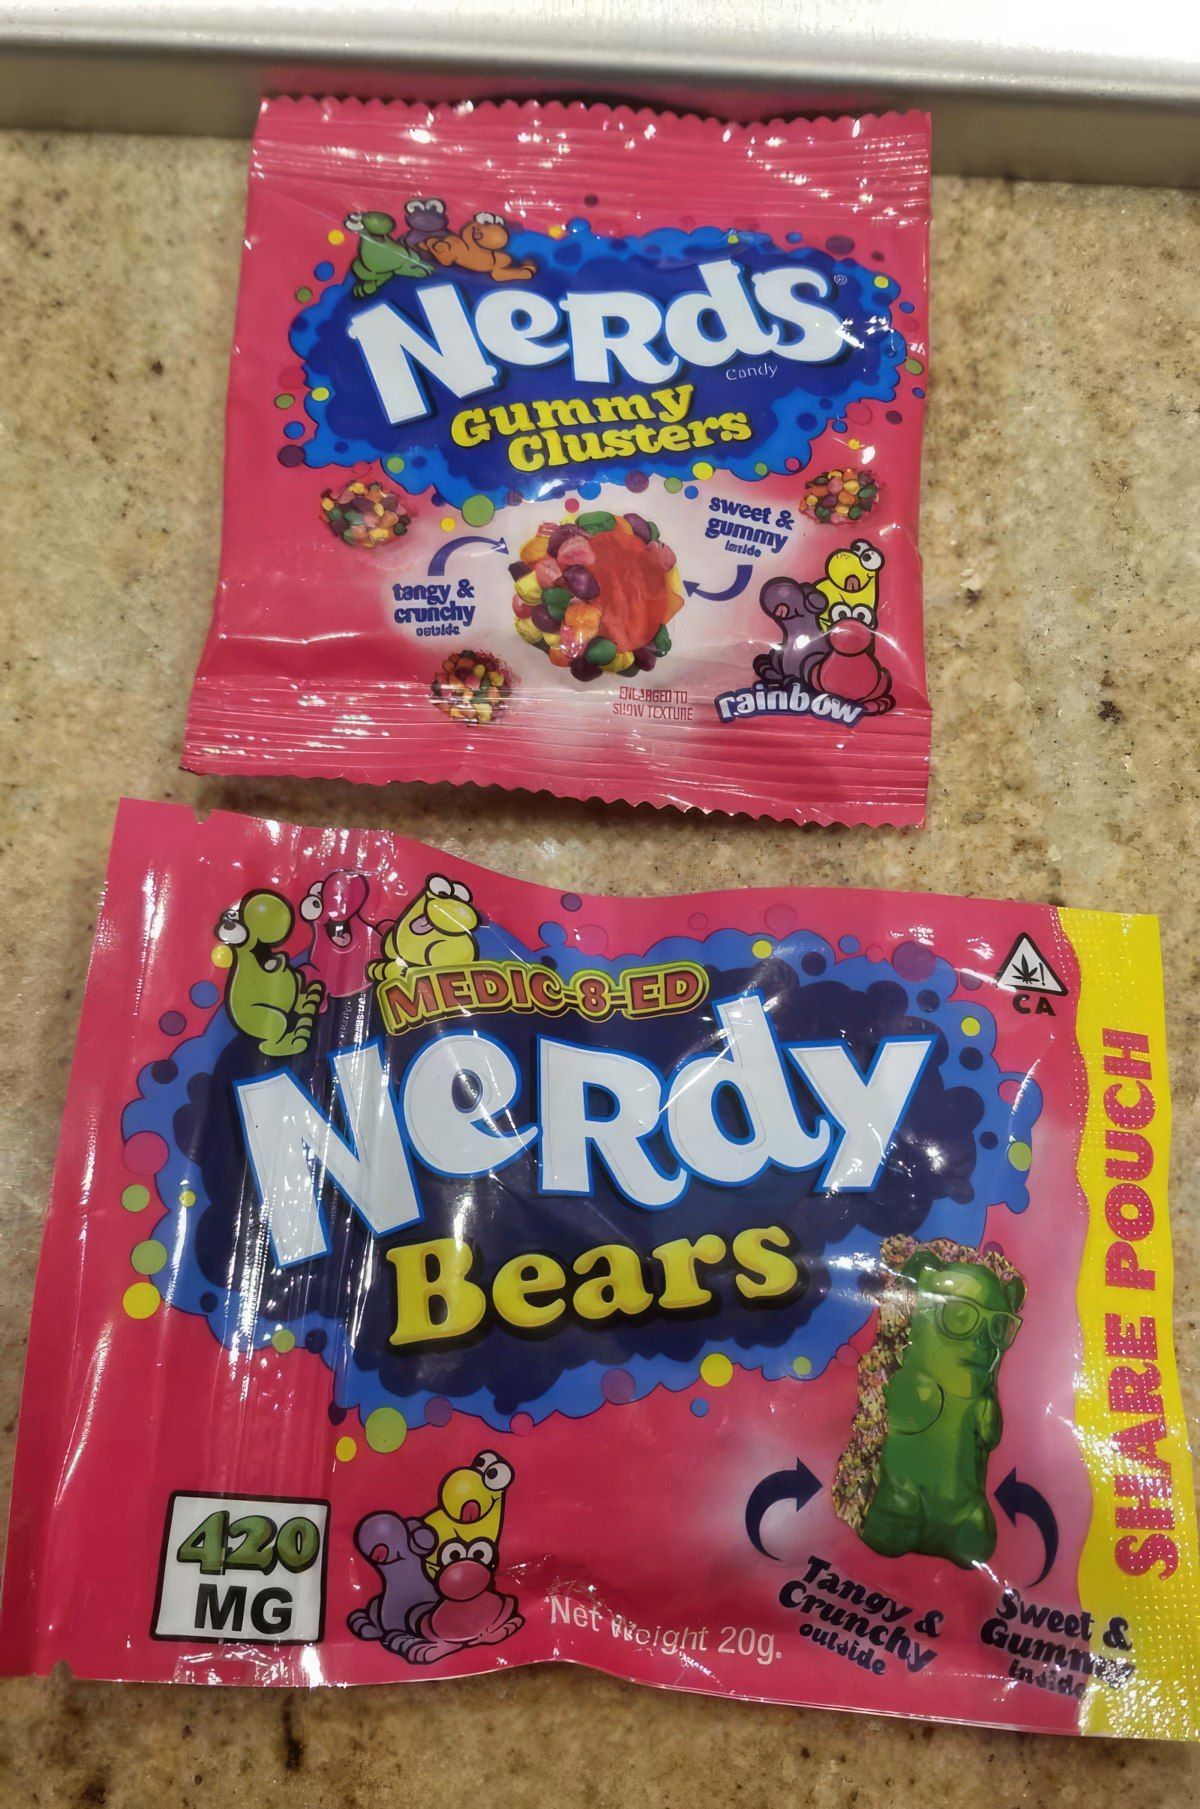 NeRds®
Candy
Gummy
Clusters
sweet &
gummy
inside
tangy &
crunchy
outside
ENLARGED TO
SHOW TEXTURE
rainbow
MEDIC-8-ED
CA
NeRdy
Bears
SHARE POUCH
420
MG
Net Weight 20g.
Tangy &
Crunchy
outside
Sweet &
Gummy
inside